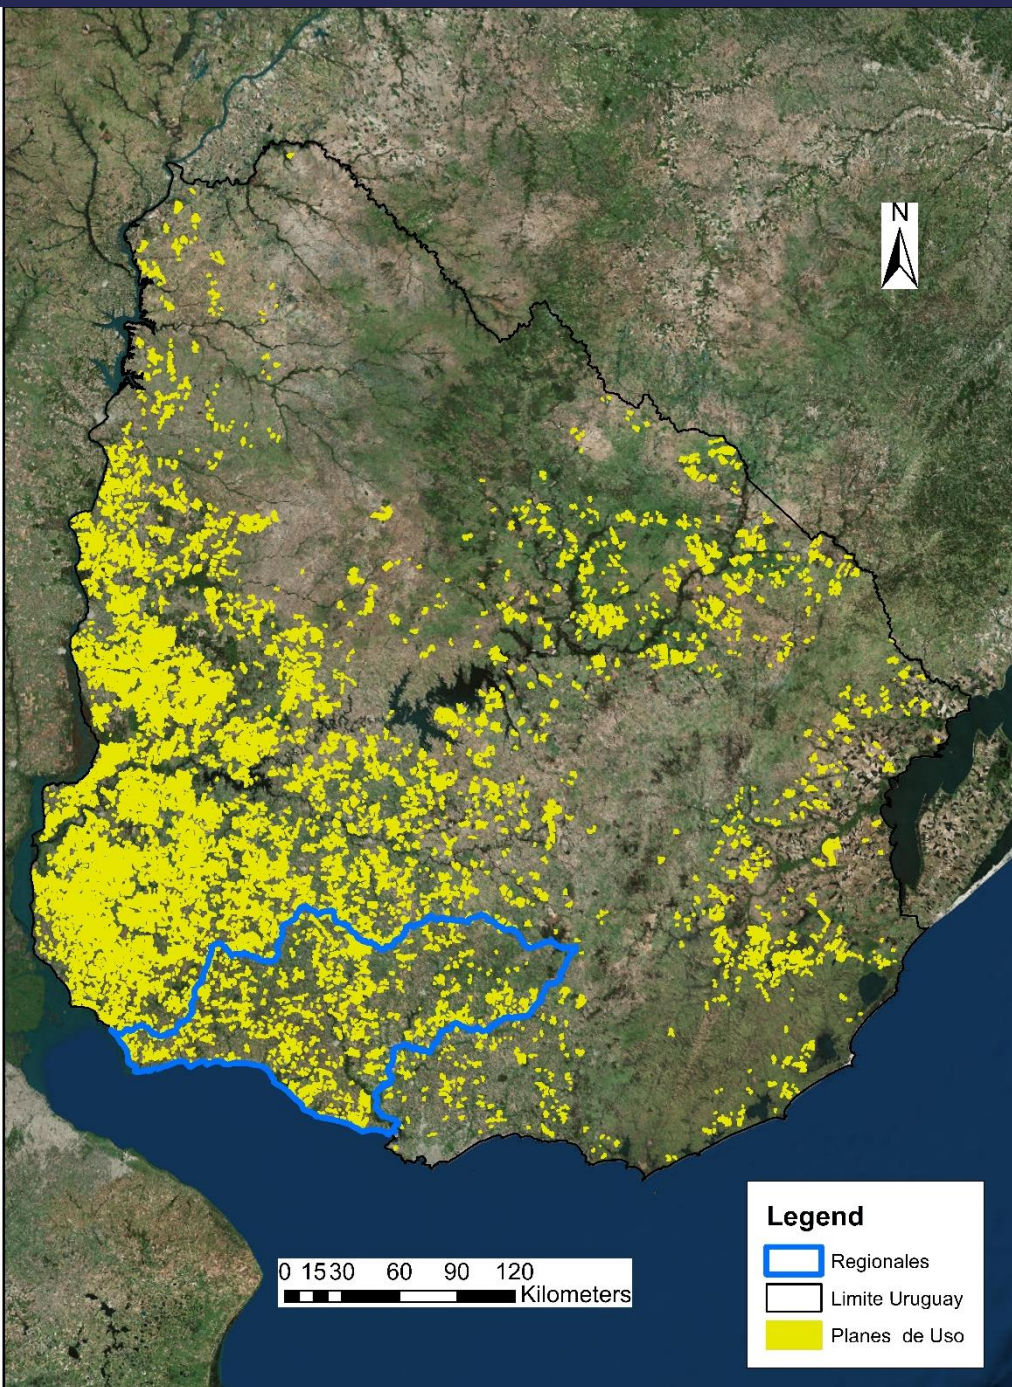 N
0 15 30 60 90 120
Kilometers
Legend
Regionales
Limite Uruguay
Planes de Uso